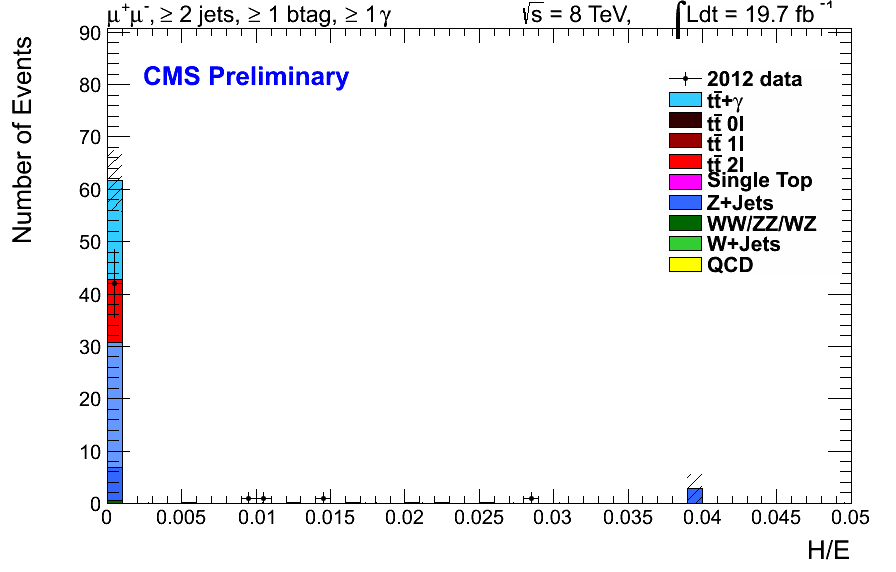 μ⁺μ⁻, ≥ 2 jets, ≥ 1 btag, ≥ 1 γ √s = 8 TeV, ∫Ldt = 19.7 fb⁻¹
CMS Preliminary
Number of Events
90
80
70
60
50
40
30
20
10
0
2012 data
tt̄+γ
tt̄ 0l
tt̄ 1l
tt̄ 2l
Single Top
Z+Jets
WW/ZZ/WZ
W+Jets
QCD
0 0.005 0.01 0.015 0.02 0.025 0.03 0.035 0.04 0.045 0.05
H/E